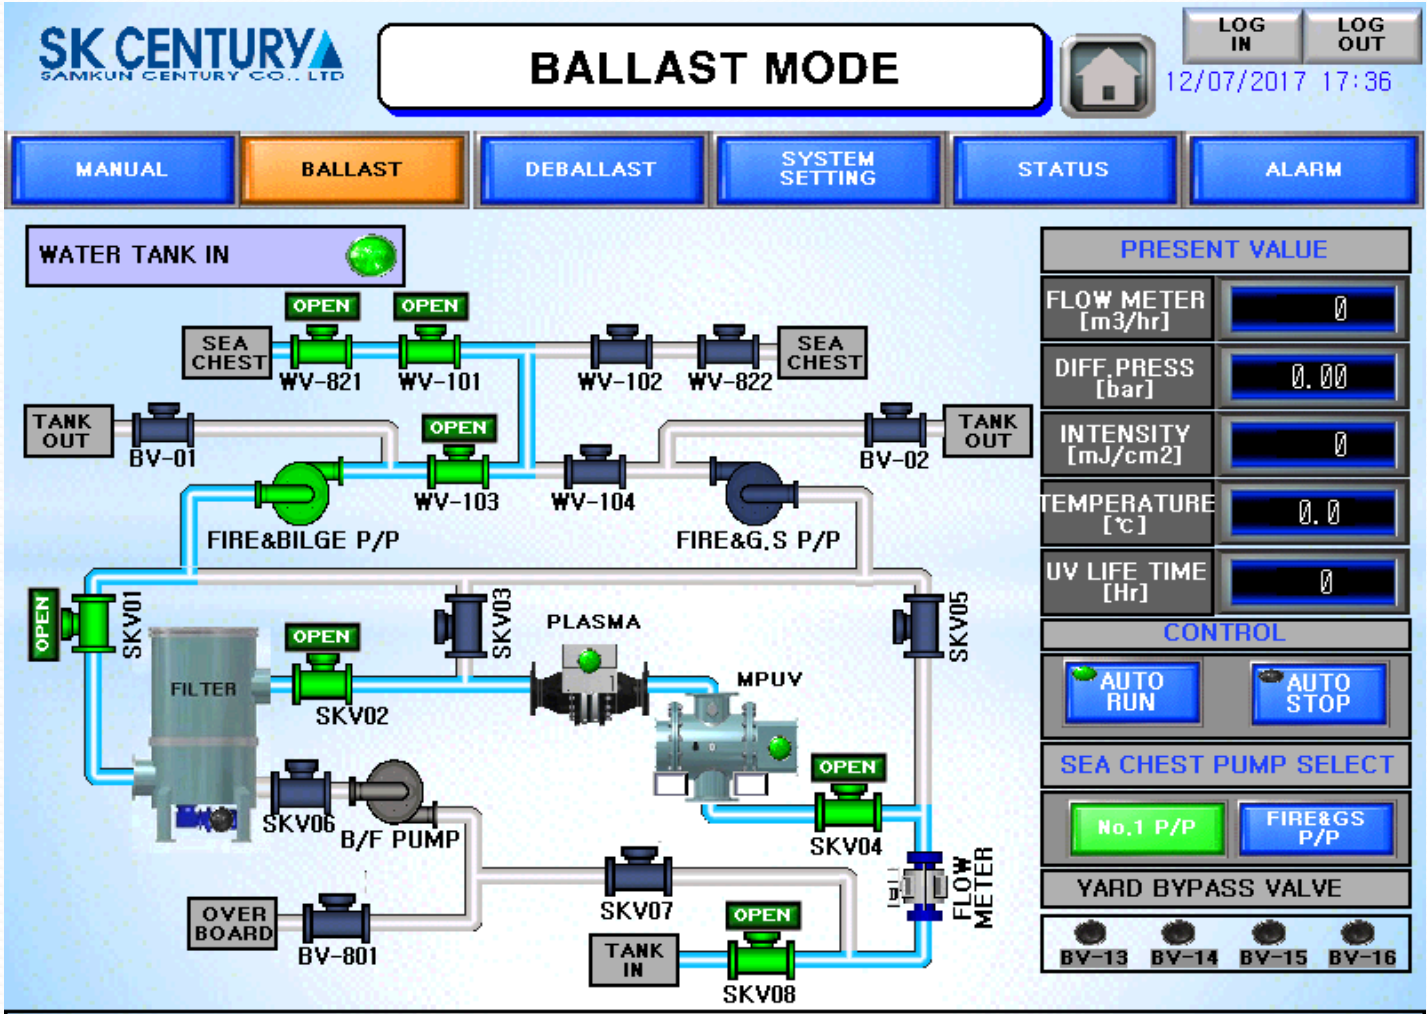 SK CENTURY
SAMKUN CENTURY CO., LTD
BALLAST MODE
LOG IN
LOG OUT
12/07/2017 17:36
MANUAL
BALLAST
DEBALLAST
SYSTEM SETTING
STATUS
ALARM
WATER TANK IN
OPEN
OPEN
SEA CHEST
WV-821
WV-101
WV-102
WV-822
SEA CHEST
TANK OUT
BV-01
OPEN
WV-103
WV-104
BV-02
TANK OUT
FIRE&BILGE P/P
FIRE&G.S P/P
OPEN
SKV01
FILTER
OPEN
SKV02
SKV03
PLASMA
MPUV
SKV05
OPEN
SKV04
SKV06
B/F PUMP
FLOW METER
SKV07
OVER BOARD
BV-801
TANK IN
OPEN
SKV08
PRESENT VALUE
FLOW METER
[m3/hr]
0
DIFF.PRESS
[bar]
0.00
INTENSITY
[mJ/cm2]
0
TEMPERATURE
[℃]
0.0
UV LIFE TIME
[Hr]
0
CONTROL
AUTO RUN
AUTO STOP
SEA CHEST PUMP SELECT
No.1 P/P
FIRE&GS P/P
YARD BYPASS VALVE
BV-13
BV-14
BV-15
BV-16